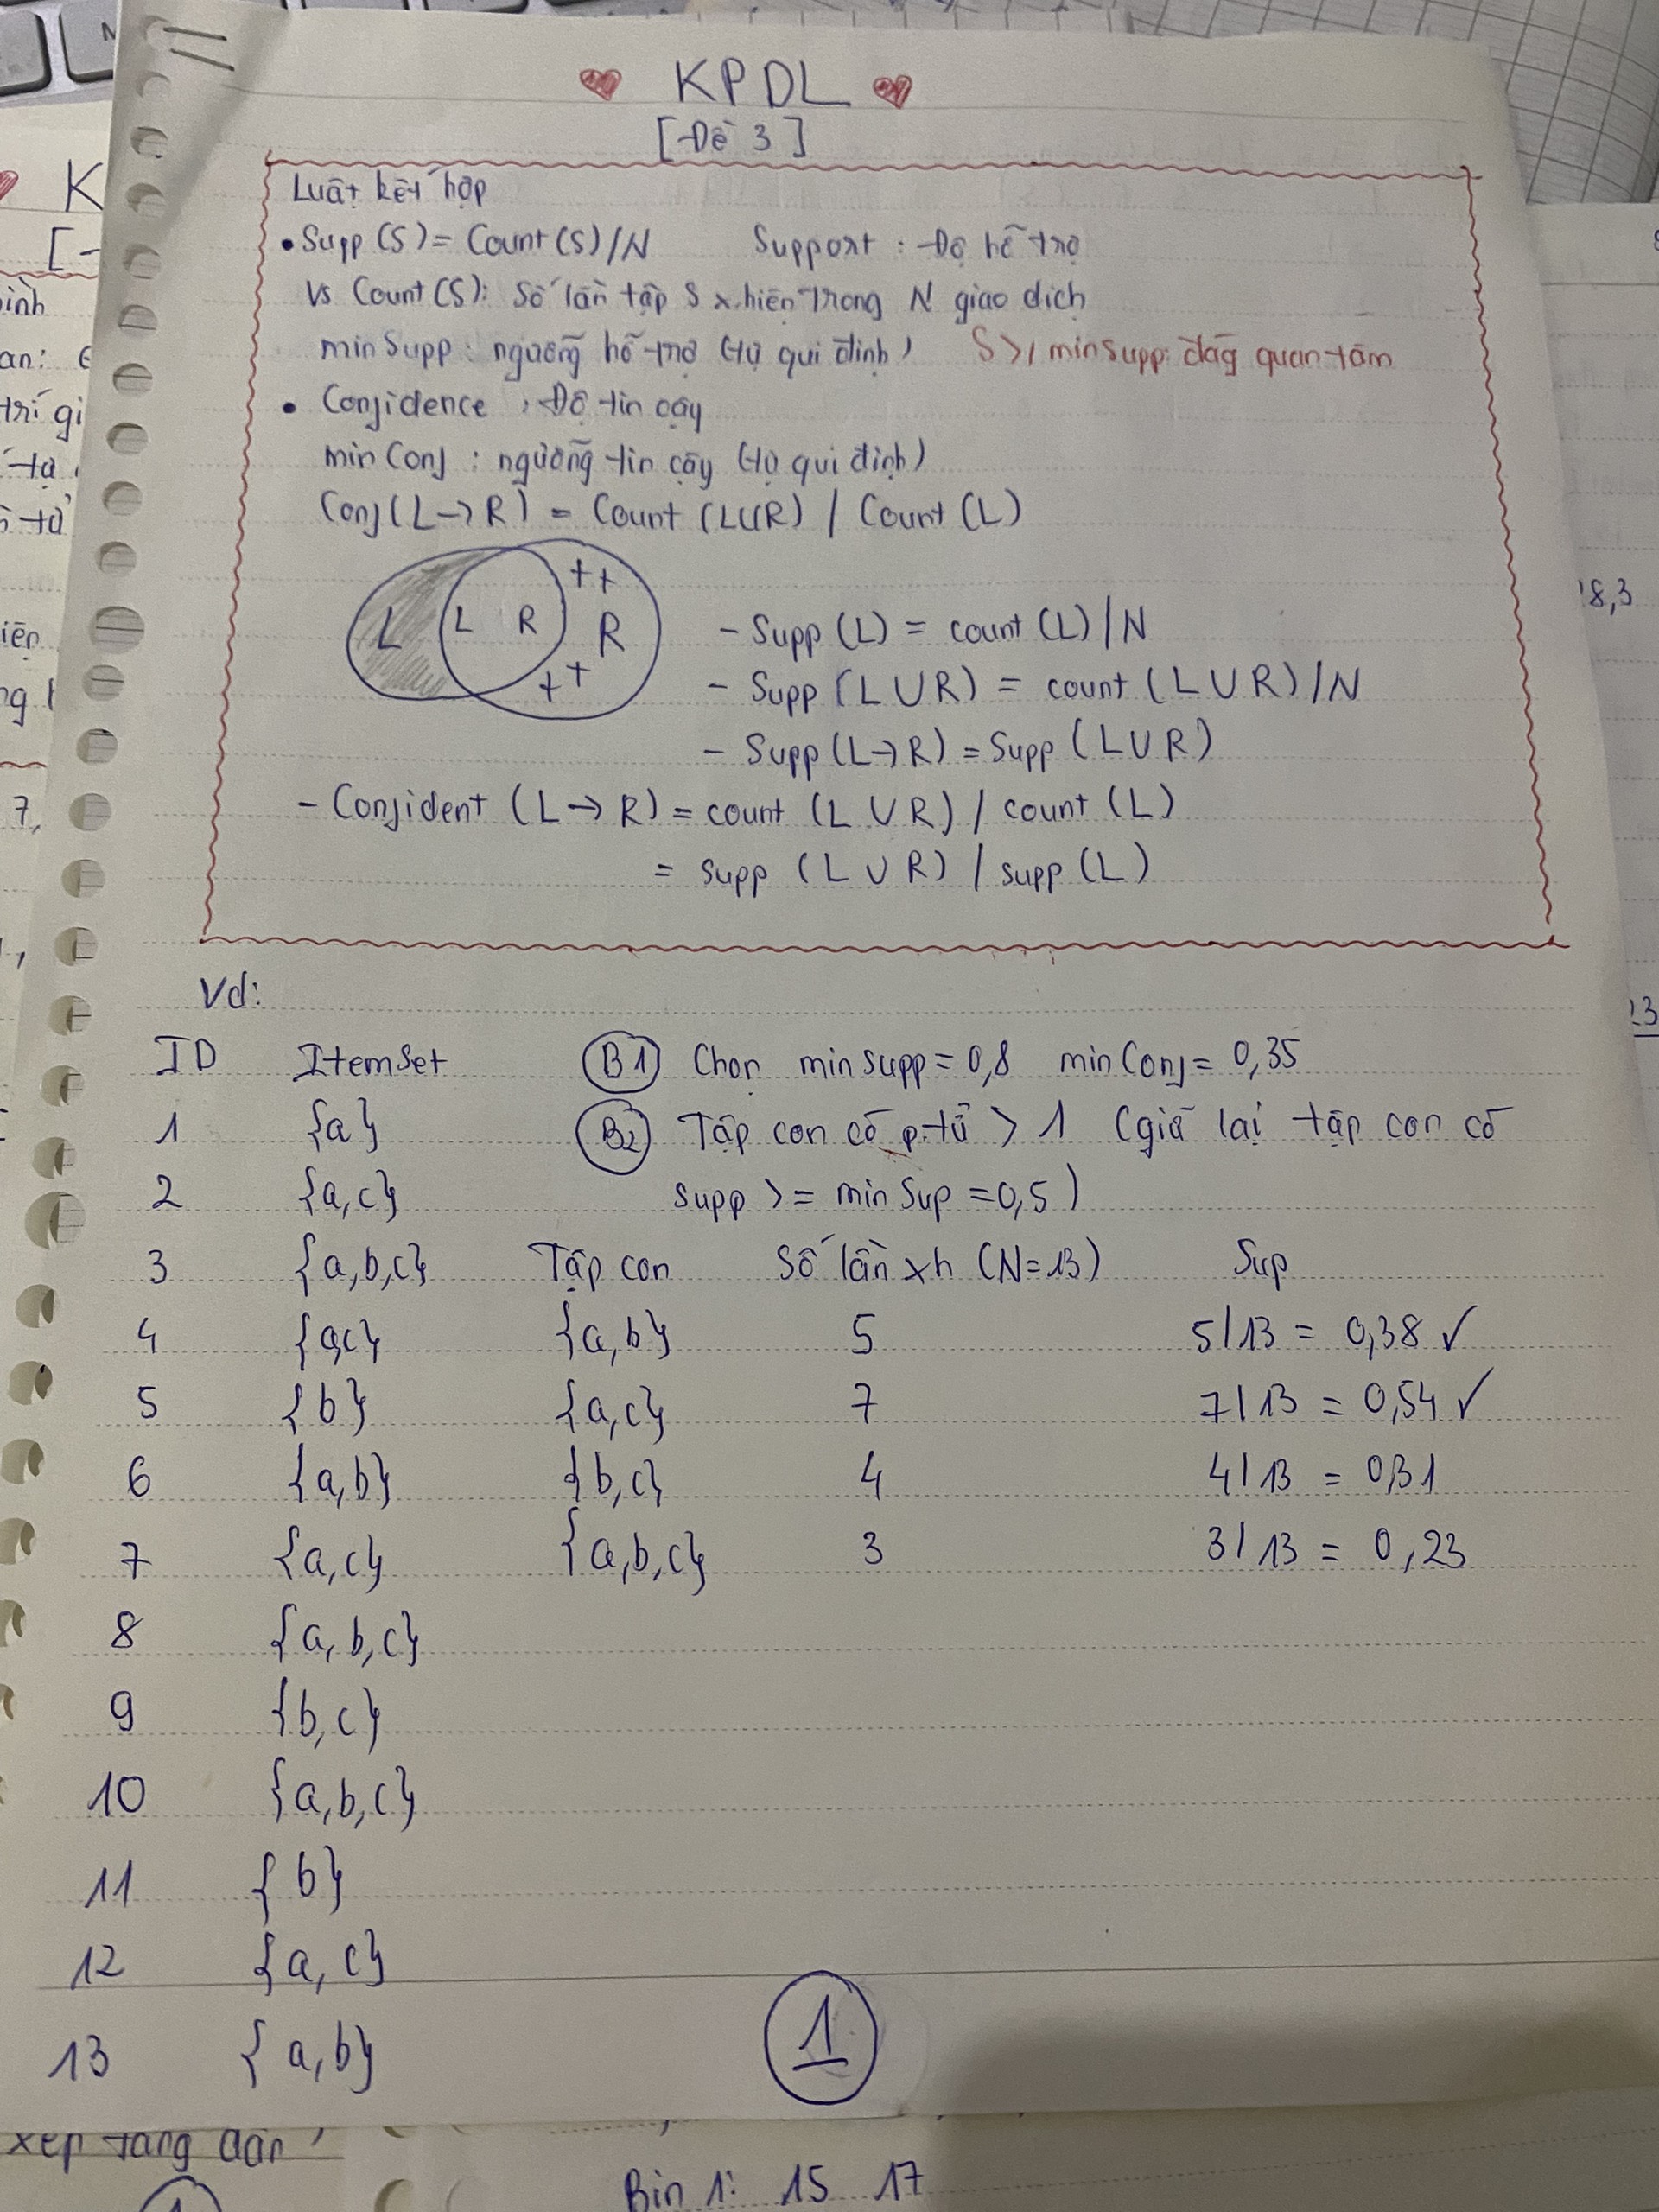 KPDL
[Đề 3]
Luật kết hợp
• Supp (S) = Count (S) / N Support : Độ hỗ trợ
Vs Count (S): Số lần tập S x.hiện trong N giao dịch
min Supp : ngưỡng hỗ trợ (tự qui định) S >, minSupp: đág quan tâm
• Confidence : Độ tin cậy
min Conf : ngưỡng tin cậy (tự qui định)
Conf (L → R) = Count (LUR) / Count (L)
L L R R
- Supp (L) = count (L) / N
- Supp (L U R) = count (L U R) / N
- Supp (L → R) = Supp (L U R)
- Confident (L → R) = count (L U R) / count (L)
= supp (L U R) / supp (L)
Vd:
ID ItemSet B1 Chọn min supp = 0,8 min Conf = 0,35
1 {a} B2 Tập con có p.tử > 1 (giữ lại tập con có
2 {a,c} supp >= min Sup = 0,5)
3 {a,b,c} Tập con Số lần xh (N=13) Sup
4 {a,c} {a,b} 5 5/13 = 0,38 ✓
5 {b} {a,c} 7 7/13 = 0,54 ✓
6 {a,b} {b,c} 4 4/13 = 0,31
7 {a,c} {a,b,c} 3 3/13 = 0,23
8 {a,b,c}
9 {b,c}
10 {a,b,c}
11 {b}
12 {a,c}
13 {a,b}
1
xếp tăng dần
Bin 1: 15 17
8,3